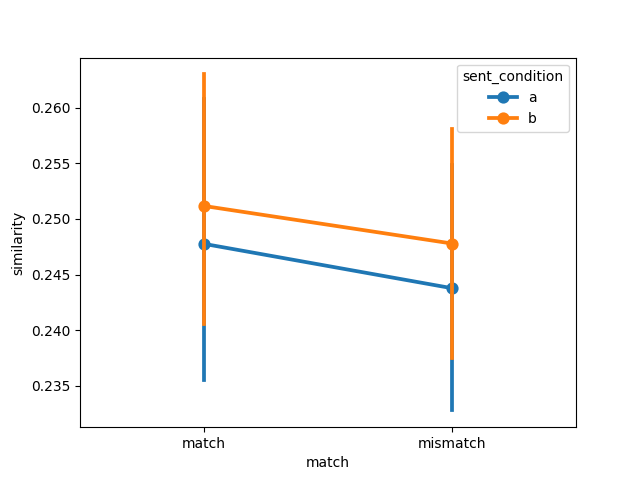 sent_condition
a
b
0.260
0.255
0.250
0.245
0.240
0.235
similarity
match
mismatch
match